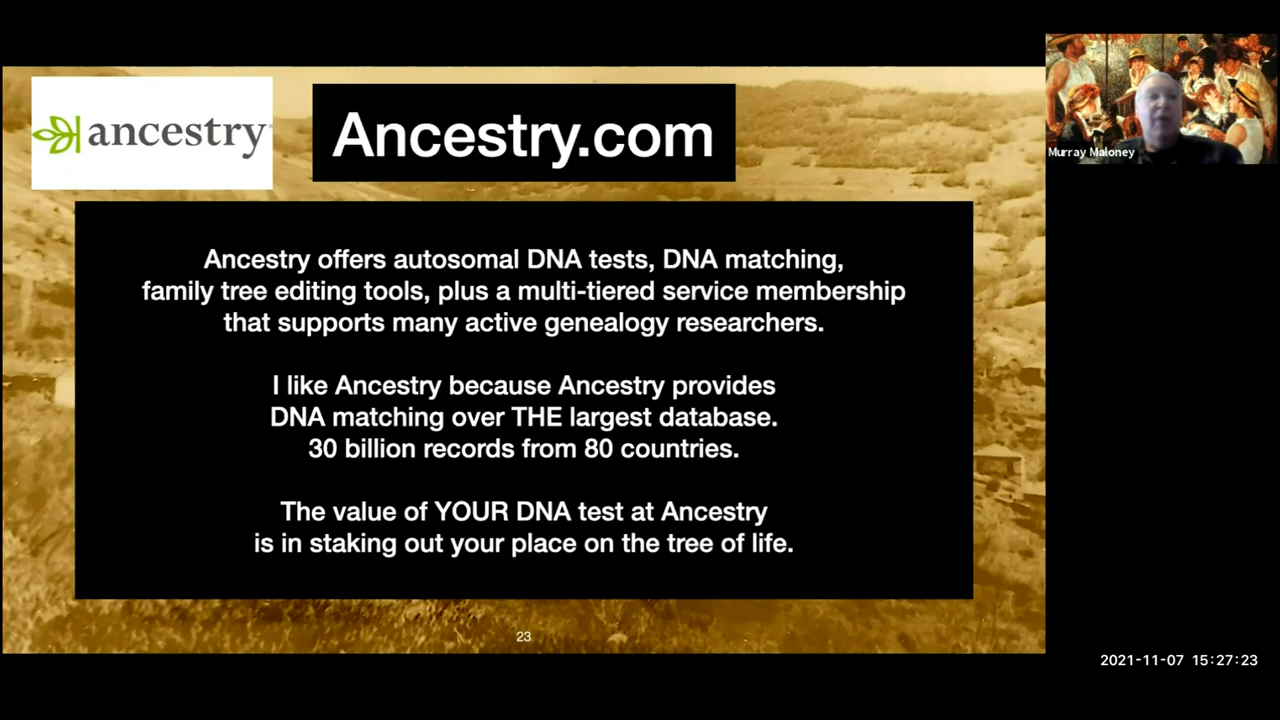 ancestry
Ancestry.com
Murray Maloney
Ancestry offers autosomal DNA tests, DNA matching,
family tree editing tools, plus a multi-tiered service membership
that supports many active genealogy researchers.
I like Ancestry because Ancestry provides
DNA matching over THE largest database.
30 billion records from 80 countries.
The value of YOUR DNA test at Ancestry
is in staking out your place on the tree of life.
23
2021-11-07 15:27:23